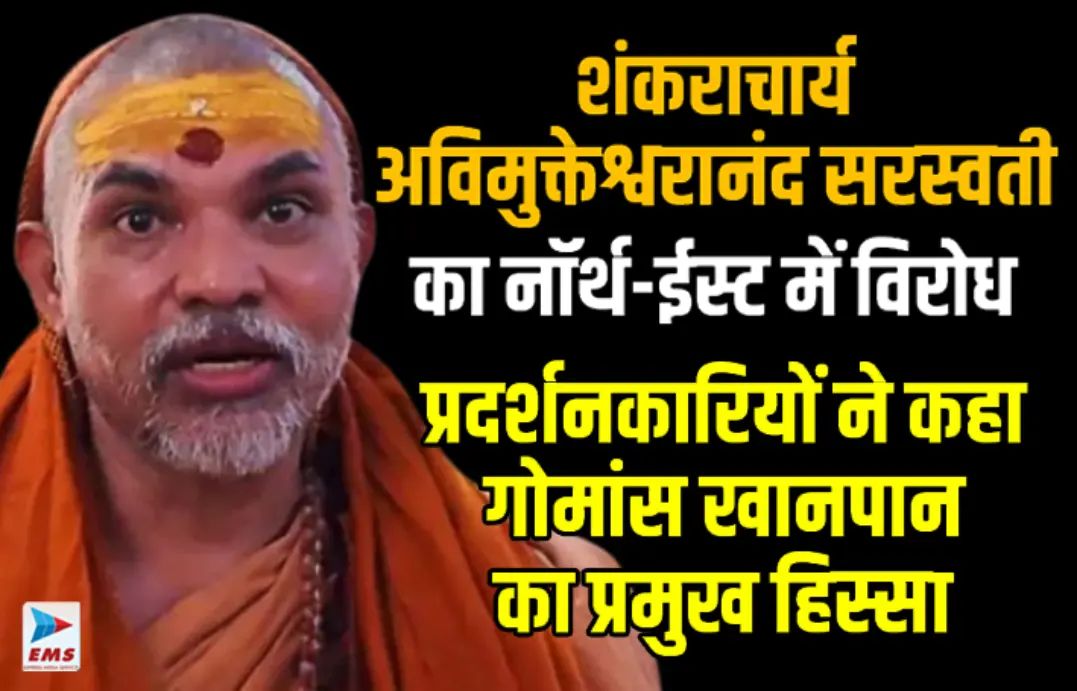 शंकराचार्य
अविमुक्तेश्वरानंद सरस्वती
का नॉर्थ-ईस्ट में विरोध
प्रदर्शनकारियों ने कहा
गोमांस खानपान
का प्रमुख हिस्सा
EMS